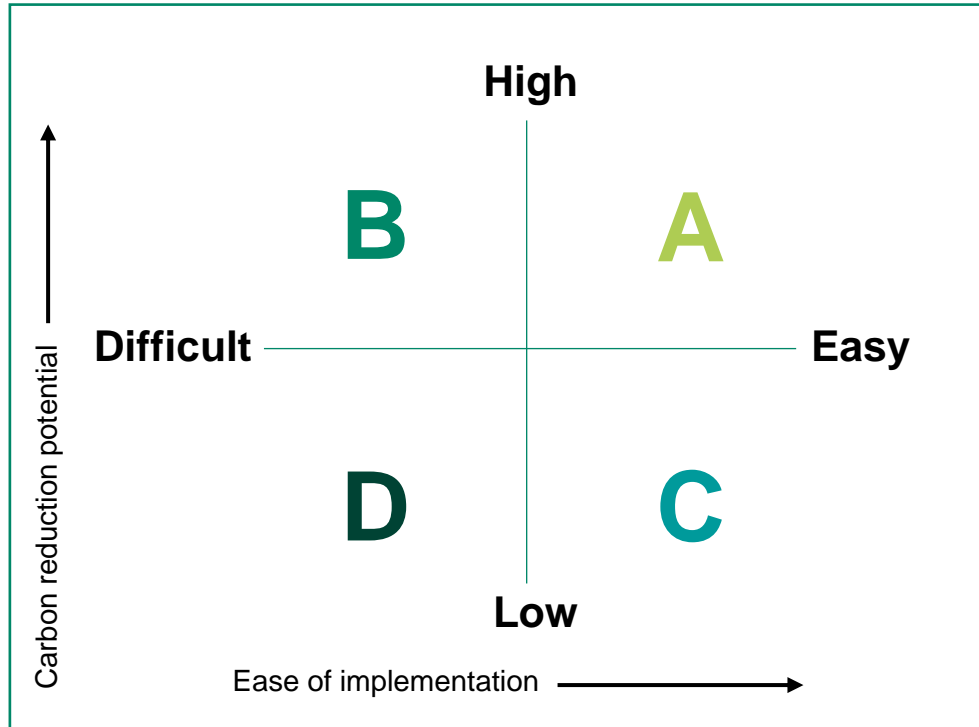 High
B
A
Difficult
Easy
D
C
Low
Carbon reduction potential
Ease of implementation